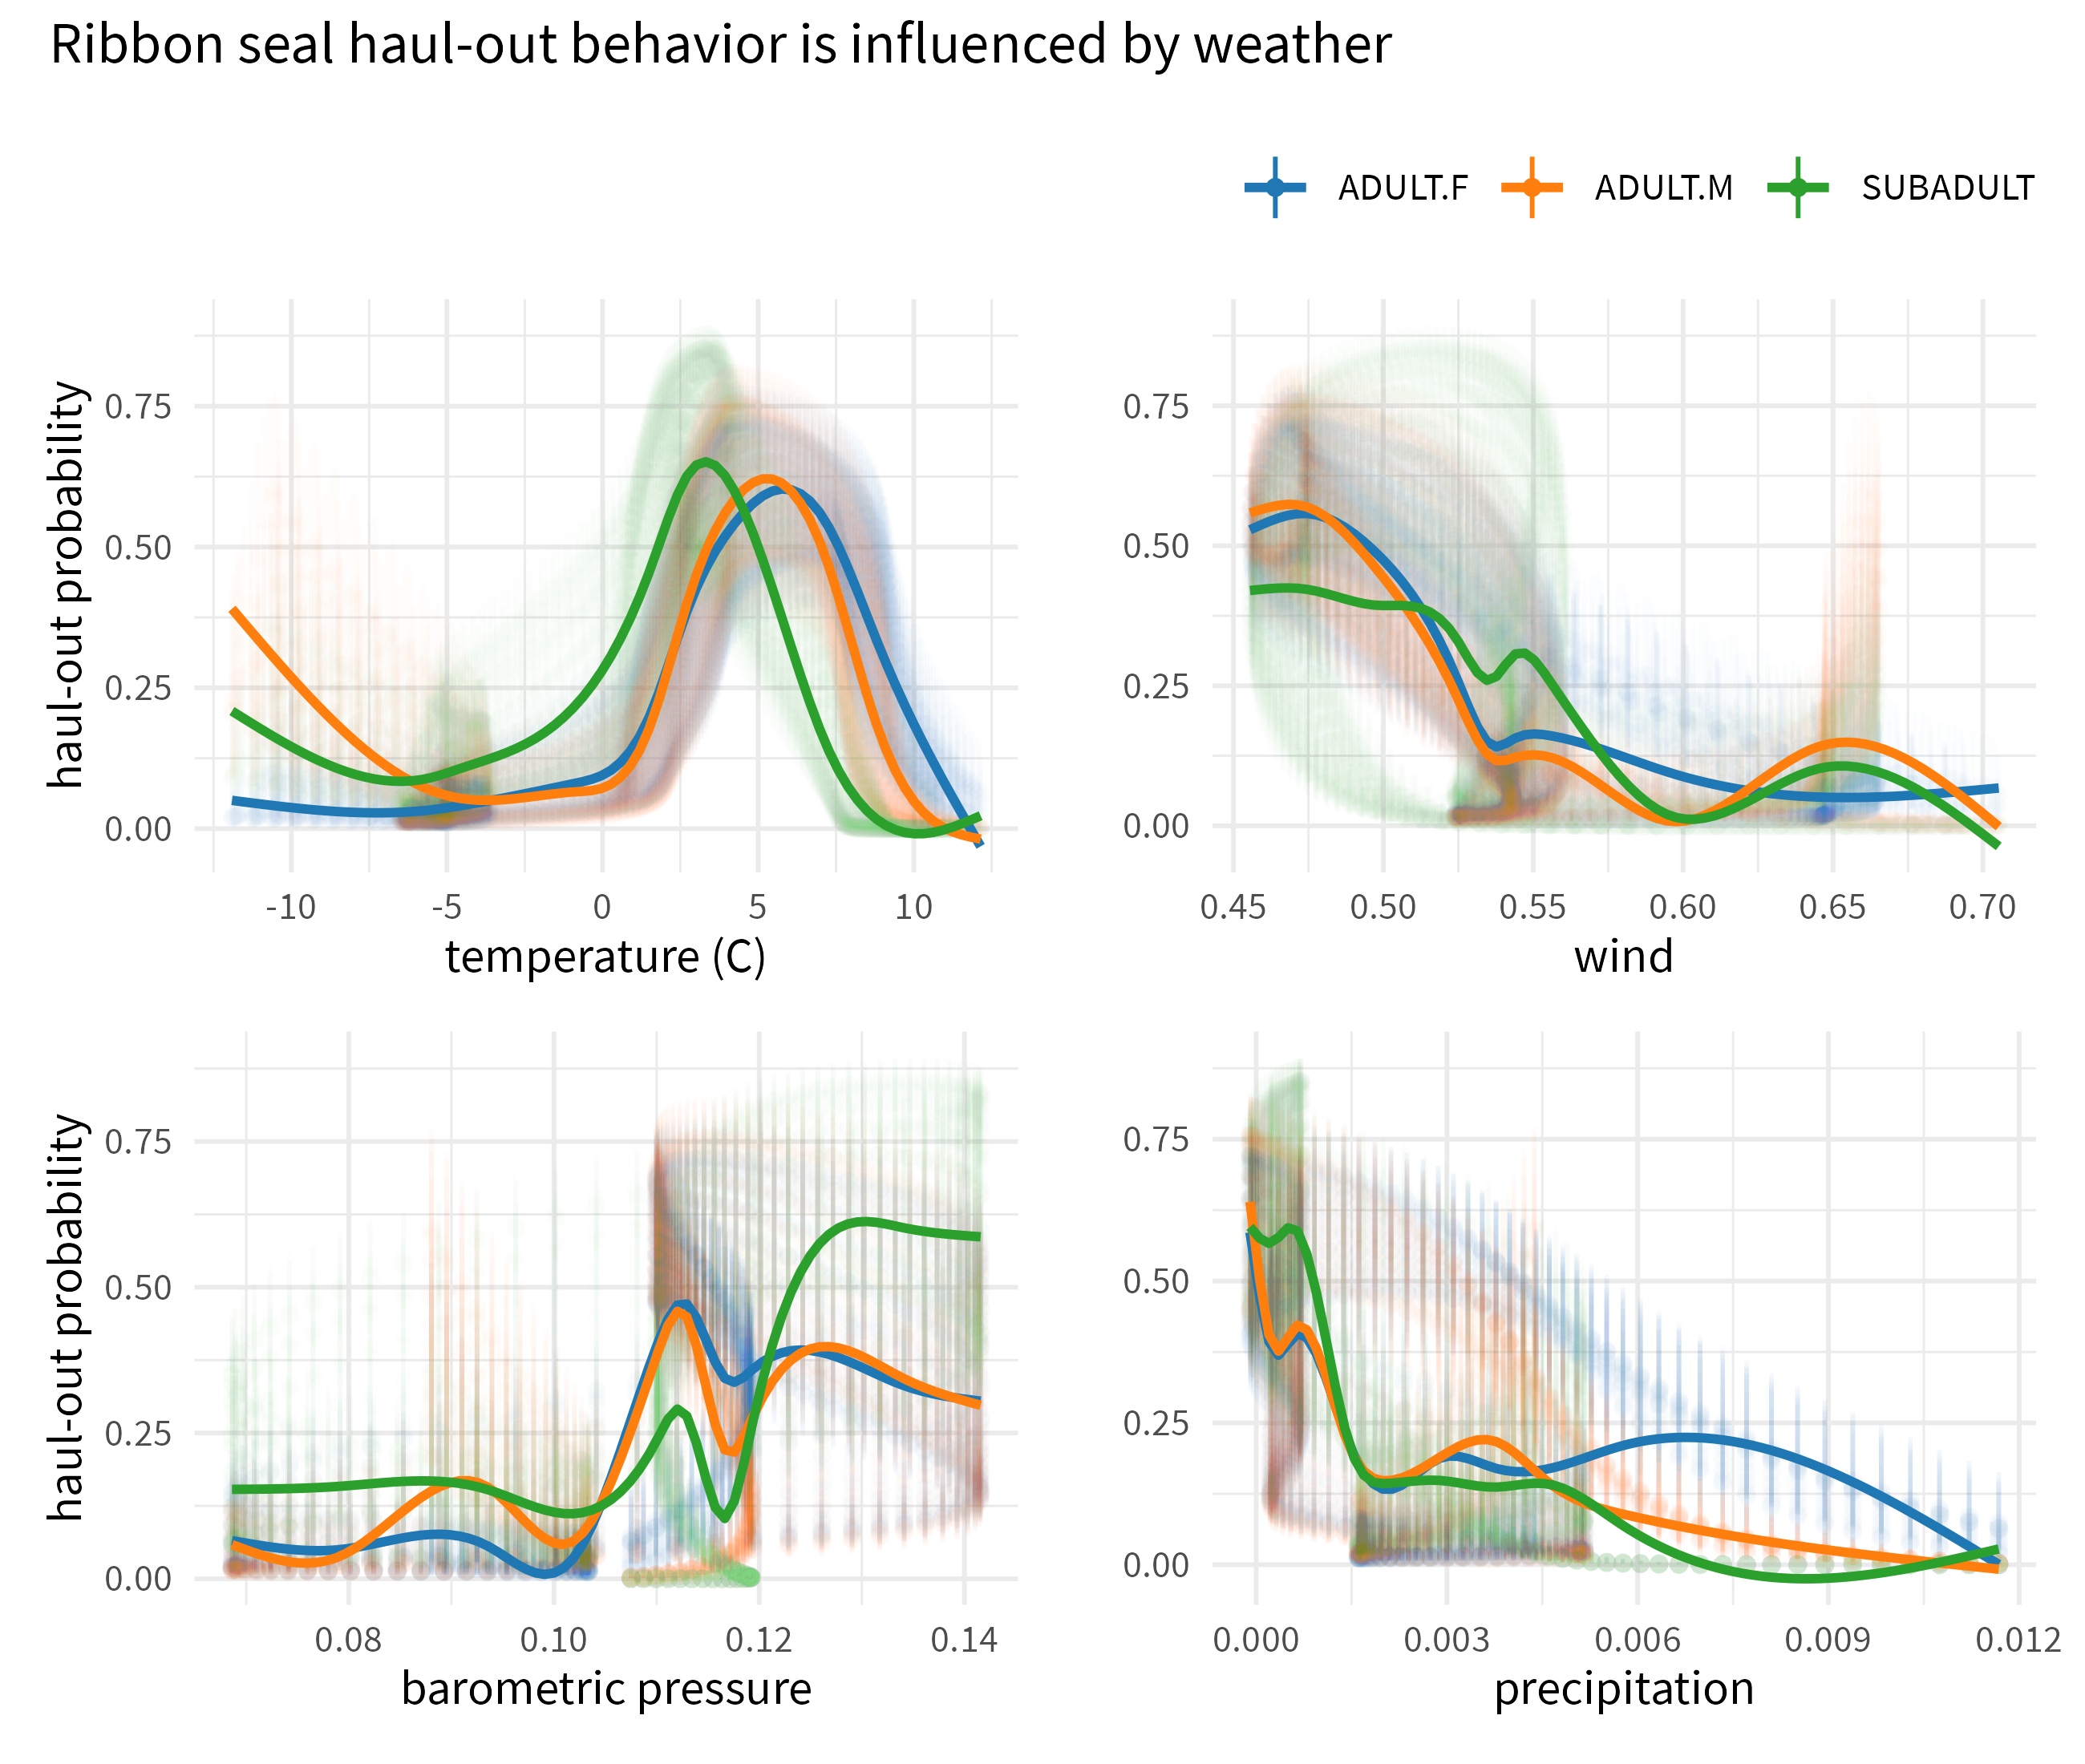 Ribbon seal haul-out behavior is influenced by weather
ADULT.F ADULT.M SUBADULT
haul-out probability
0.75
0.50
0.25
0.00
-10 -5 0 5 10
temperature (C)
0.75
0.50
0.25
0.00
0.45 0.50 0.55 0.60 0.65 0.70
wind
haul-out probability
0.75
0.50
0.25
0.00
0.08 0.10 0.12 0.14
barometric pressure
0.75
0.50
0.25
0.00
0.000 0.003 0.006 0.009 0.012
precipitation